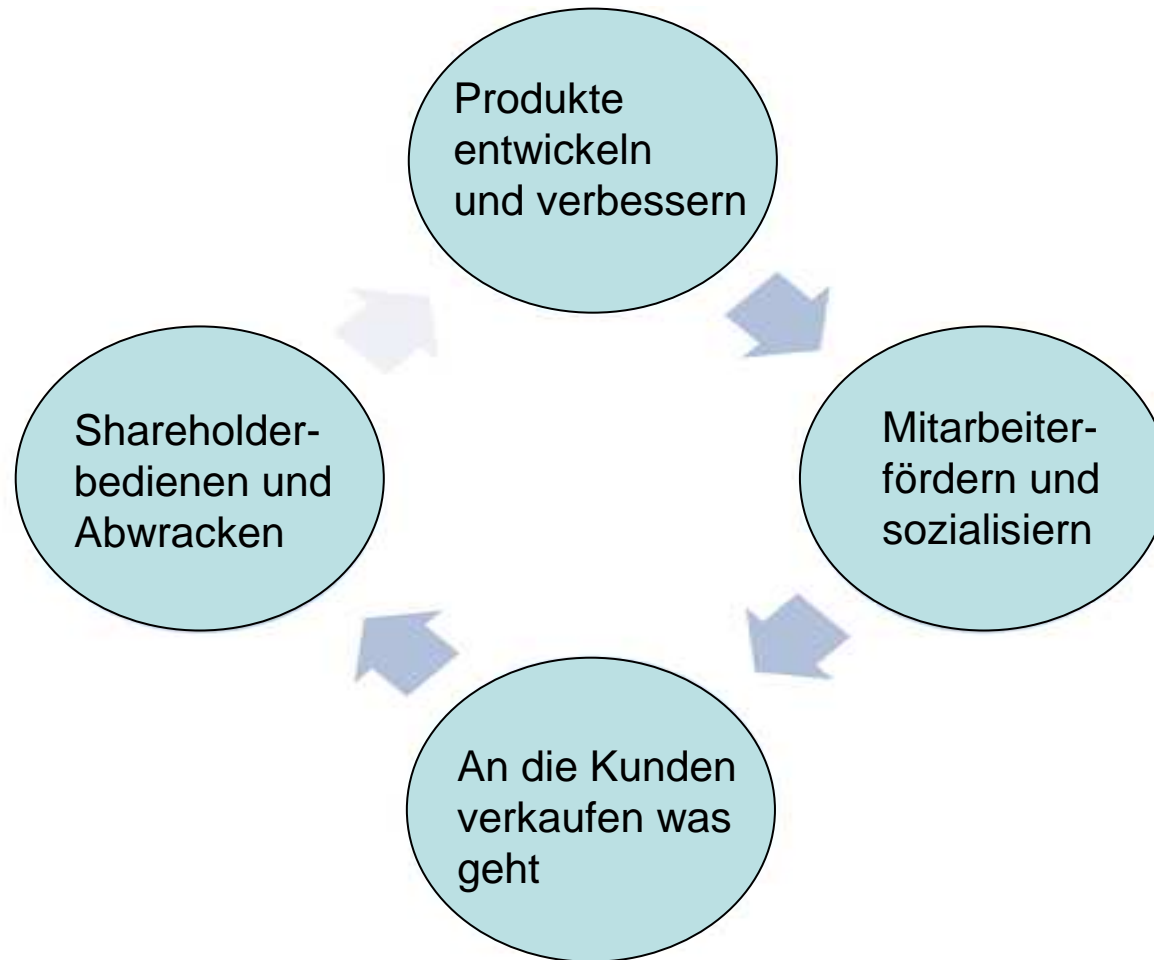 Produkte
entwickeln
und verbessern
Mitarbeiter-
fördern und
sozialisiern
An die Kunden
verkaufen was
geht
Shareholder-
bedienen und
Abwracken